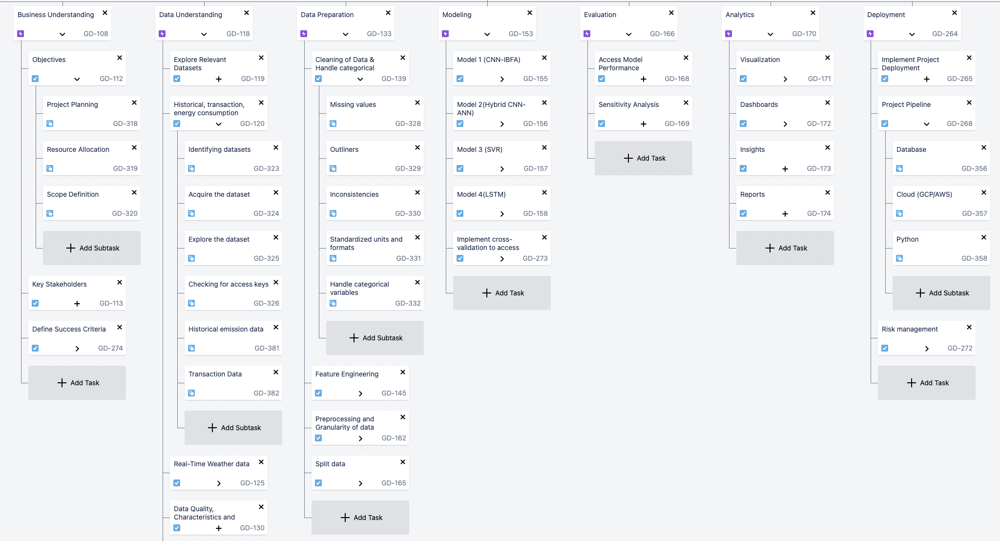 Business Understanding
GD-108
Objectives
GD-112
Project Planning
GD-318
Resource Allocation
GD-319
Scope Definition
GD-320
Add Subtask
Key Stakeholders
GD-113
Define Success Criteria
GD-274
Add Task
Data Understanding
GD-118
Explore Relevant
Datasets
GD-119
Historical, transaction,
energy consumption
GD-120
Identifying datasets
GD-323
Acquire the dataset
GD-324
Explore the dataset
GD-325
Checking for access keys
GD-326
Historical emission data
GD-381
Transaction Data
GD-382
Add Subtask
Real-Time Weather data
GD-125
Data Quality,
Characteristics and
GD-130
Data Preparation
GD-133
Cleaning of Data &
Handle categorical
GD-139
Missing values
GD-328
Outliners
GD-329
Inconsistencies
GD-330
Standardized units and
formats
GD-331
Handle categorical
variables
GD-332
Add Subtask
Feature Engineering
GD-145
Preprocessing and
Granularity of data
GD-162
Split data
GD-165
Add Task
Modeling
GD-153
Model 1 (CNN-IBFA)
GD-155
Model 2(Hybrid CNN-
ANN)
GD-156
Model 3 (SVR)
GD-157
Model 4(LSTM)
GD-158
Implement cross-
validation to access
GD-273
Add Task
Evaluation
GD-166
Access Model
Performance
GD-168
Sensitivity Analysis
GD-169
Add Task
Analytics
GD-170
Visualization
GD-171
Dashboards
GD-172
Insights
GD-173
Reports
GD-174
Add Task
Deployment
GD-264
Implement Project
Deployment
GD-265
Project Pipeline
GD-268
Database
GD-356
Cloud (GCP/AWS)
GD-357
Python
GD-358
Add Subtask
Risk management
GD-272
Add Task